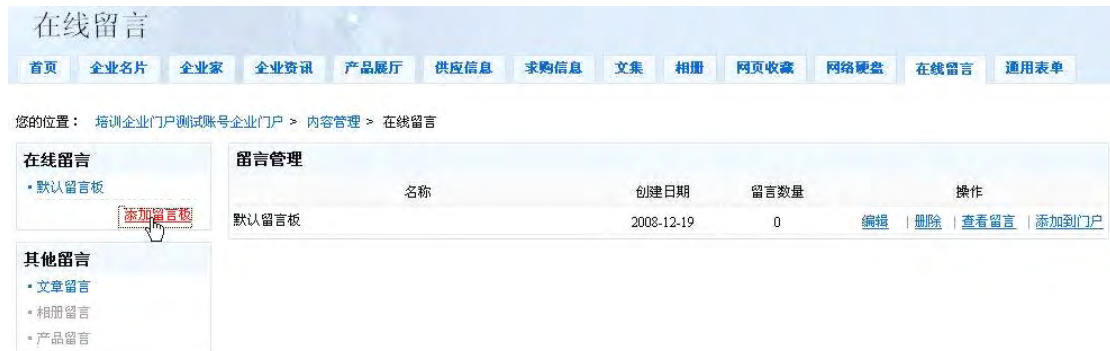 在线留言
首页 企业名片 企业家 企业资讯 产品展厅 供应信息 求购信息 文集 相册 网页收藏 网络硬盘 在线留言 通用表单
您的位置： 培训企业门户测试账号企业门户 > 内容管理 > 在线留言
在线留言
默认留言板
添加留言板
其他留言
文章留言
相册留言
产品留言
留言管理
名称 创建日期 留言数量 操作
默认留言板 2008-12-19 0 编辑 | 删除 | 查看留言 | 添加到门户